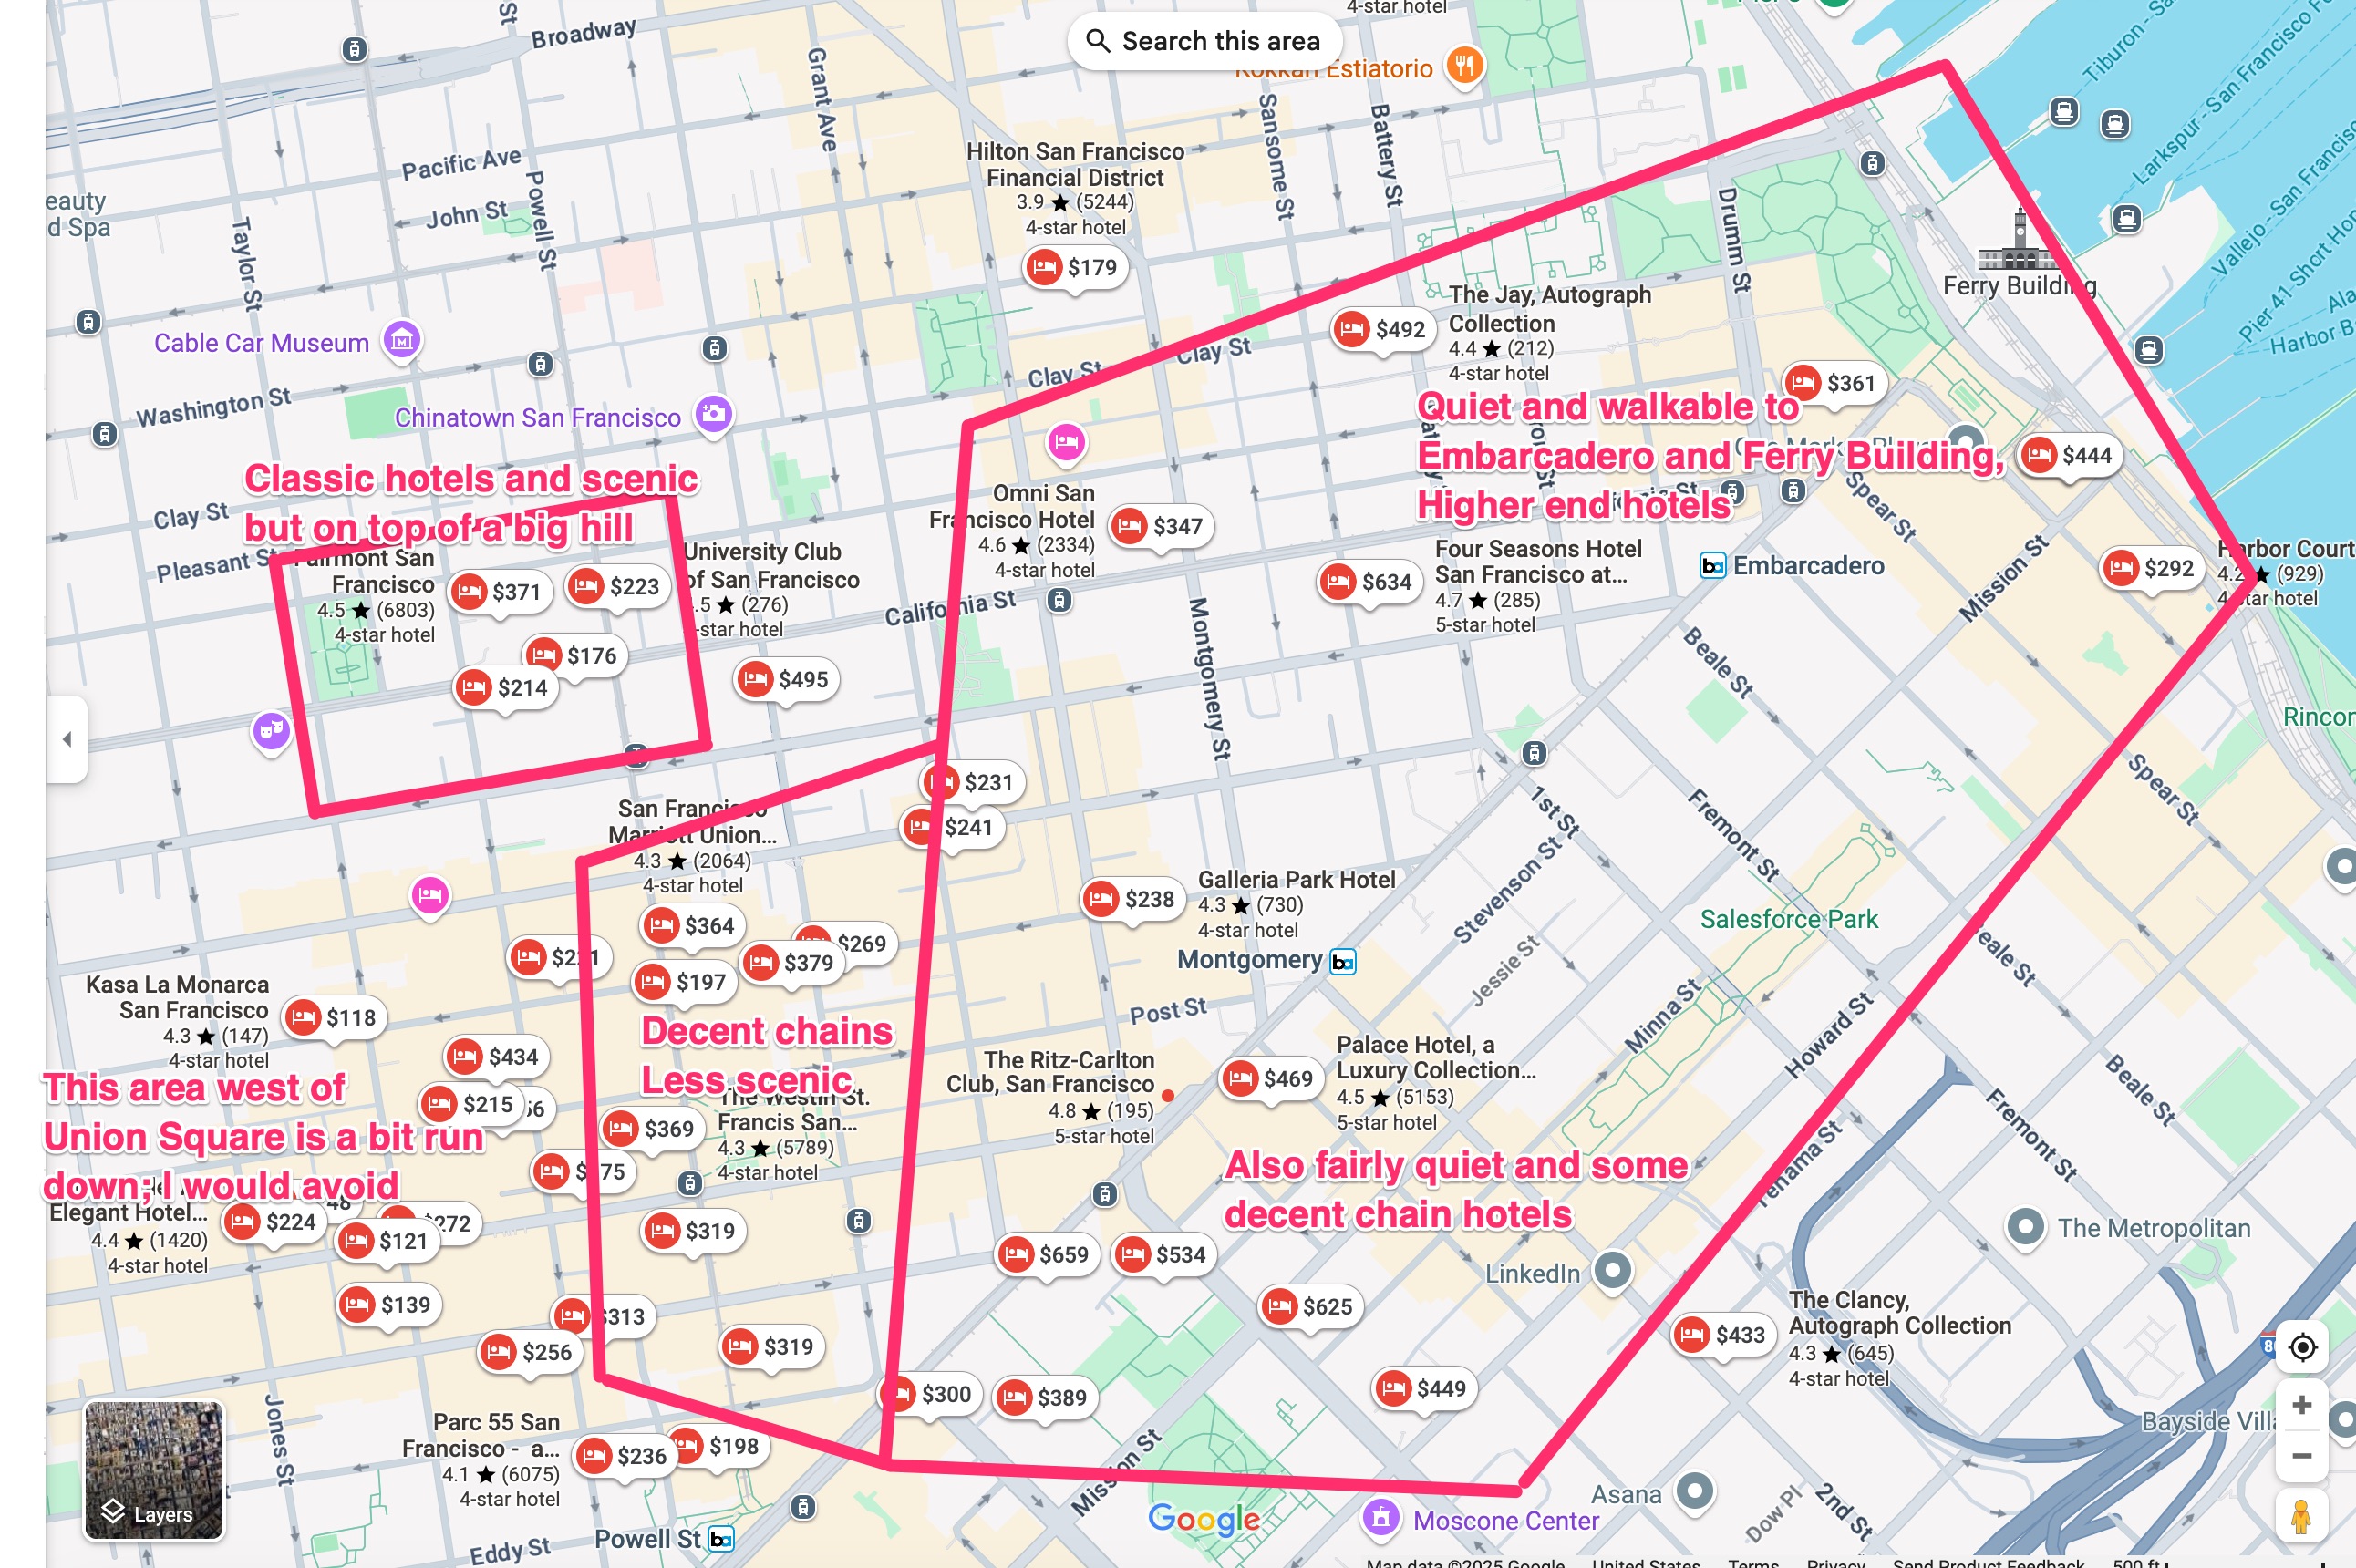 4-star hotel
Search this area
Broadway
St
Kokkari Estiatorio
Grant Ave
Sansome St
Battery St
Tiburon - Sa
Larkspur - San Francisco Fe
Vallejo - San Francisc
Pier 41 Short Ho
Harbor B
Pacific Ave
John St
Powell St
Taylor St
eauty
d Spa
Hilton San Francisco
Financial District
3.9 ★ (5244)
4-star hotel
$179
Drumm St
Ferry Building
Cable Car Museum
Washington St
Chinatown San Francisco
Clay St
Clay St
$492
The Jay, Autograph
Collection
4.4 ★ (212)
4-star hotel
$361
Quiet and walkable to
Embarcadero and Ferry Building,
Higher end hotels
$444
Classic hotels and scenic
but on top of a big hill
Clay St
Pleasant St
Fairmont San
Francisco
4.5 ★ (6803)
4-star hotel
$371
$223
$176
$214
University Club
of San Francisco
.5 ★ (276)
-star hotel
$495
Omni San
Francisco Hotel
4.6 ★ (2334)
4-star hotel
$347
California St
Montgomery St
$634
Four Seasons Hotel
San Francisco at...
4.7 ★ (285)
5-star hotel
Embarcadero
Spear St
Mission St
Beale St
$292
Harbor Court
4.2 ★ (929)
4-star hotel
Rincon
$231
$241
San Francisco
Marriott Union...
4.3 ★ (2064)
4-star hotel
$364
$269
$379
$197
$221
1st St
Fremont St
Spear St
Stevenson St
Jessie St
Salesforce Park
$238
Galleria Park Hotel
4.3 ★ (730)
4-star hotel
Montgomery
Post St
Minna St
Howard St
Beale St
Kasa La Monarca
San Francisco
4.3 ★ (147)
4-star hotel
$118
$434
$215
56
Decent chains
Less scenic
The Westin St.
Francis San...
4.3 ★ (5789)
4-star hotel
$369
$175
$319
This area west of
Union Square is a bit run
down; I would avoid
Elegant Hotel...
4.4 ★ (1420)
4-star hotel
48
$224
$272
$121
$139
The Ritz-Carlton
Club, San Francisco
4.8 ★ (195)
5-star hotel
$469
Palace Hotel, a
Luxury Collection...
4.5 ★ (5153)
5-star hotel
Also fairly quiet and some
decent chain hotels
Tehama St
Fremont St
Beale St
The Metropolitan
$659
$534
$625
LinkedIn
$313
$256
$319
$300
$389
$449
$433
The Clancy,
Autograph Collection
4.3 ★ (645)
4-star hotel
80
Jones St
Parc 55 San
Francisco - a...
4.1 ★ (6075)
4-star hotel
$236
$198
Mission St
Bayside Villa
Layers
Powell St
Eddy St
Google
Moscone Center
Asana
Dow Pl
2nd St
Map data ©2025 Google
United States
Terms
Privacy
Send Product Feedback
500 ft